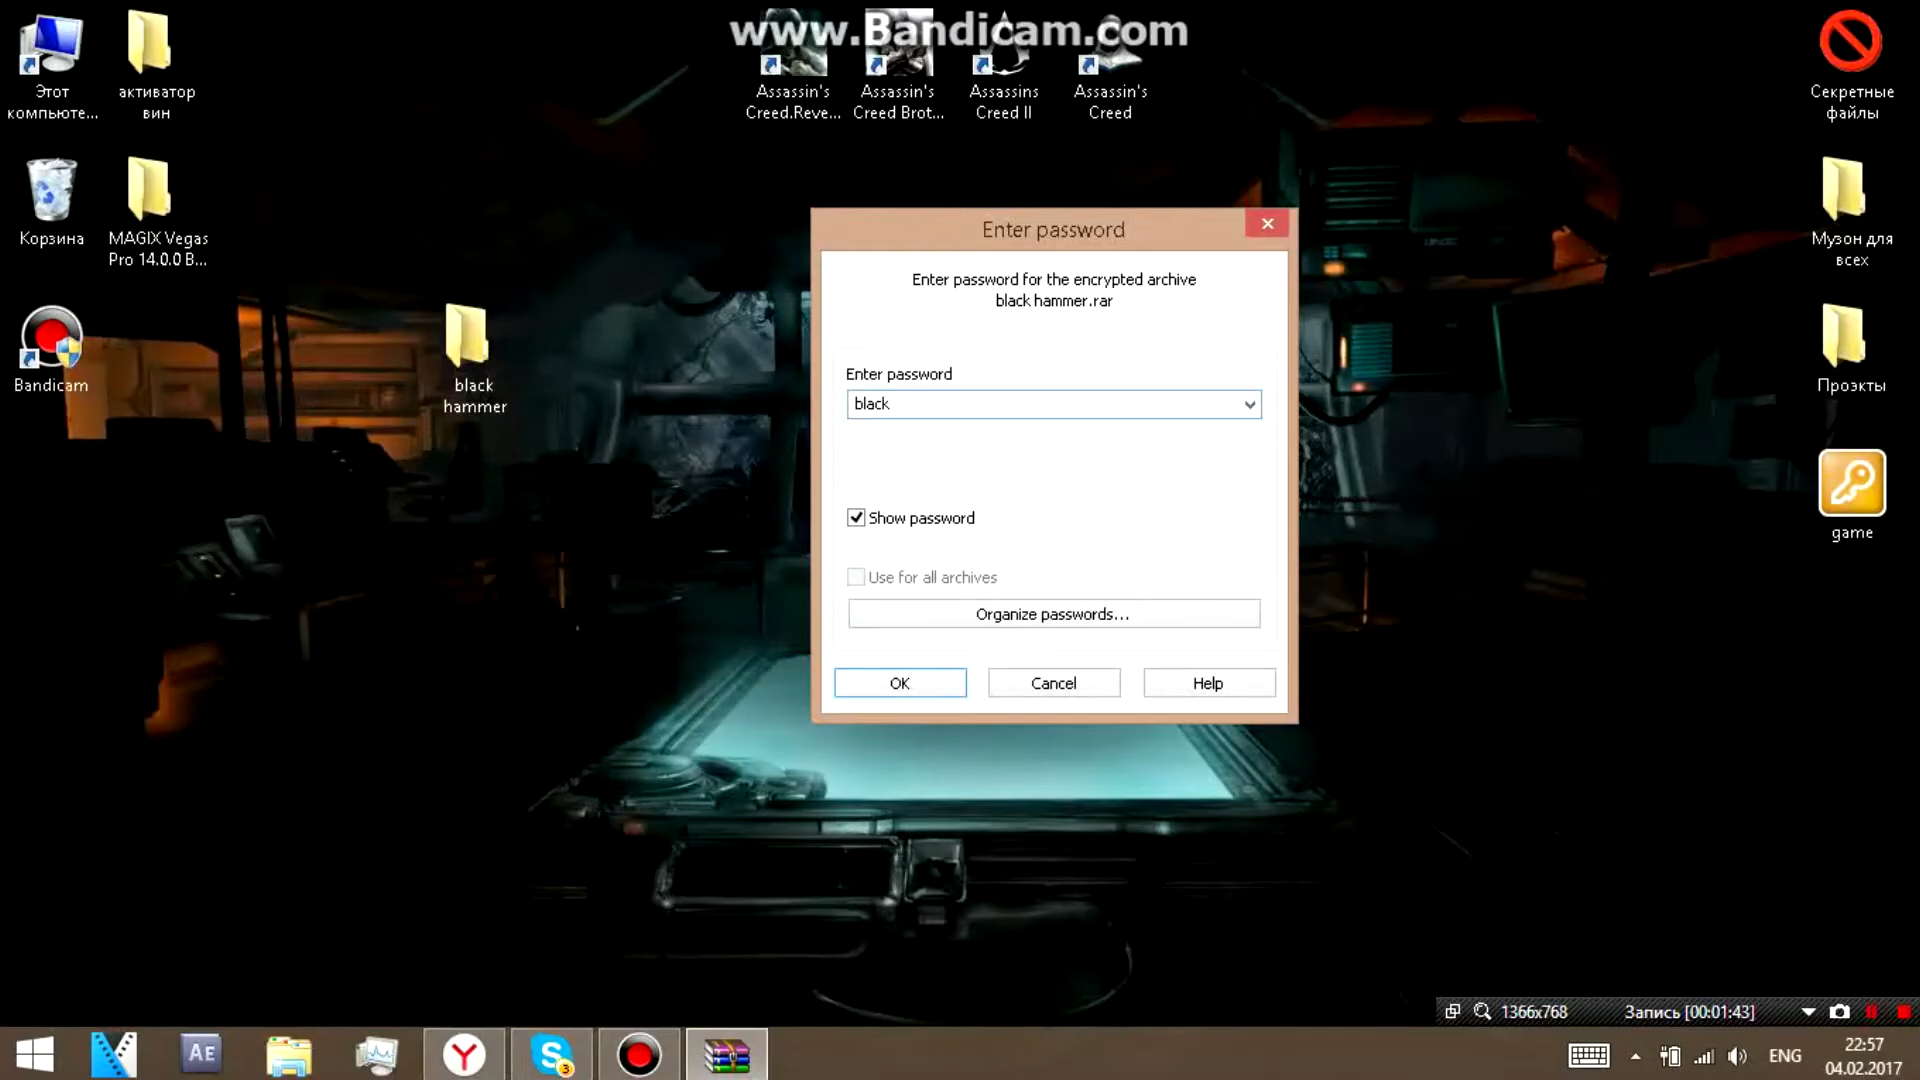 www.Bandicam.com
Этот
компьюте...
активатор
вин
Assassin's
Creed.Reve...
Assassin's
Creed Brot...
Assassins
Creed II
Assassin's
Creed
Секретные
файлы
Корзина
MAGIX Vegas
Pro 14.0.0 B...
Музон для
всех
Bandicam
black
hammer
Проэкты
game
Enter password
Enter password for the encrypted archive
black hammer.rar
Enter password
black
Show password
Use for all archives
Organize passwords...
OK
Cancel
Help
1366x768
Запись [00:01:43]
AE
Y
S
3
ENG
22:57
04.02.2017